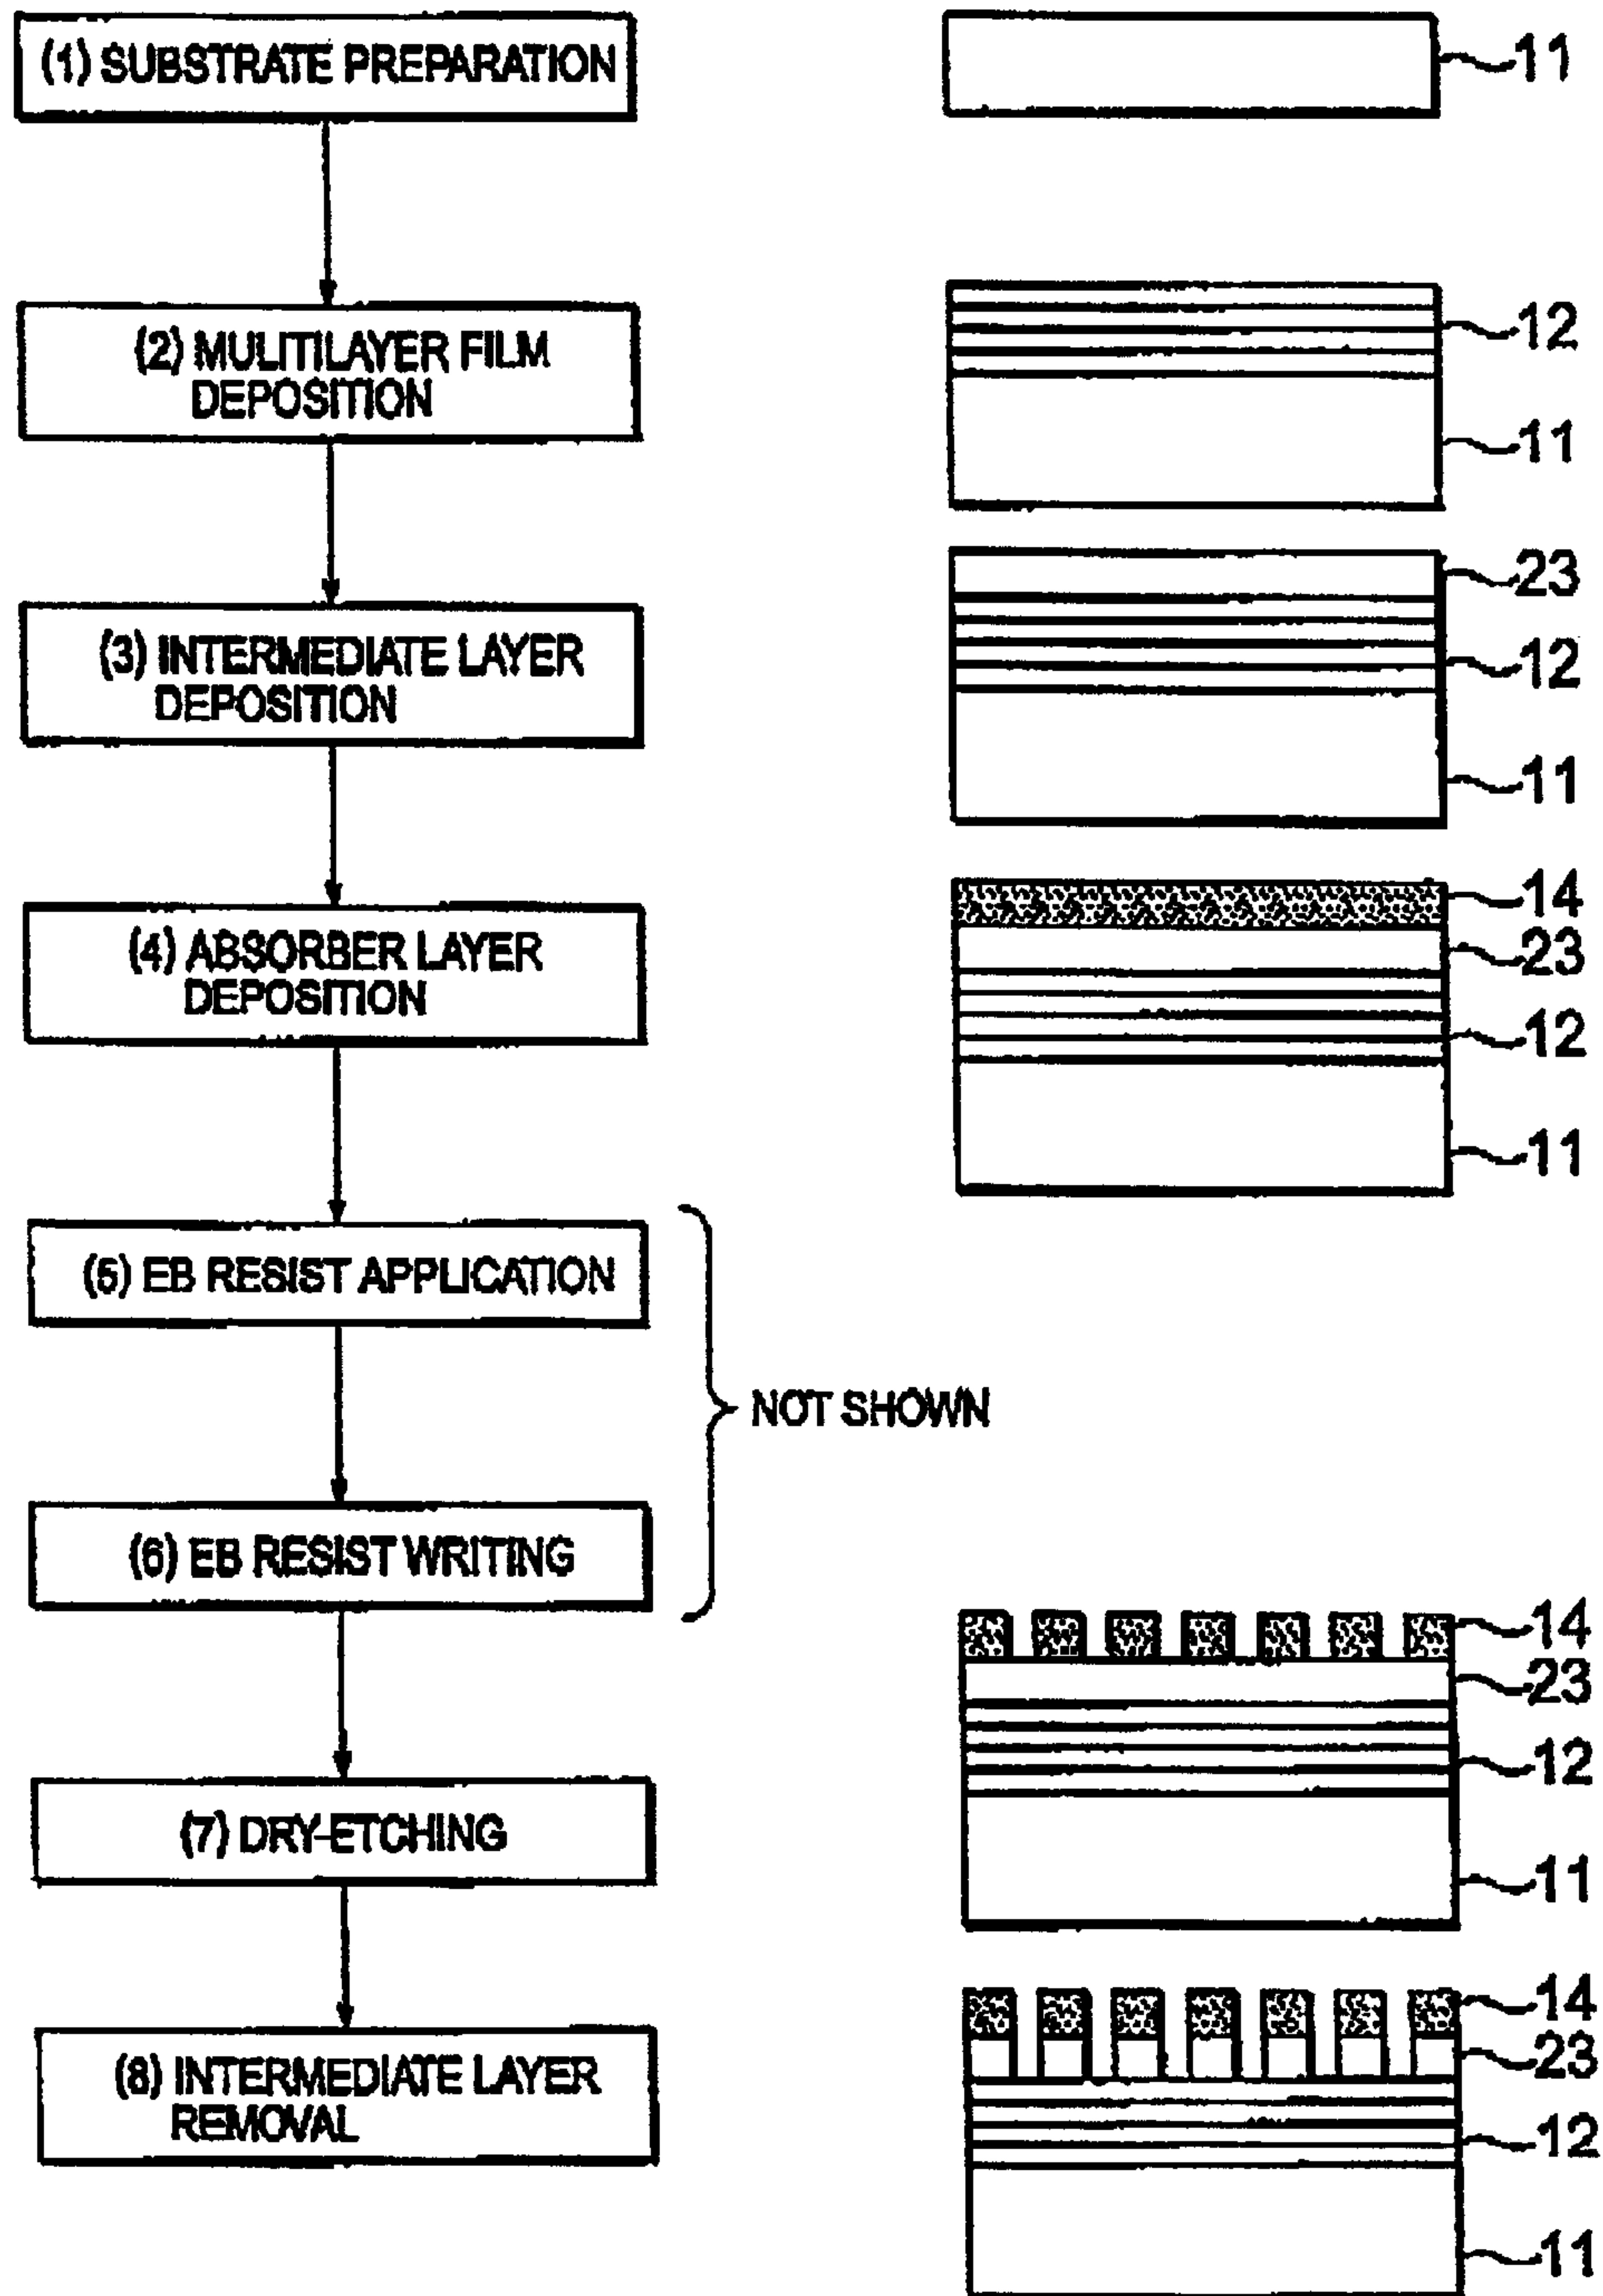 (1) SUBSTRATE PREPARATION
11
(2) MULITILAYER FILM
DEPOSITION
12
11
(3) INTERMEDIATE LAYER
DEPOSITION
23
12
11
(4) ABSORBER LAYER
DEPOSITION
14
23
12
11
(5) EB RESIST APPLICATION
NOT SHOWN
(6) EB RESIST WRITING
(7) DRY-ETCHING
14
23
12
11
(8) INTERMEDIATE LAYER
REMOVAL
14
23
12
11